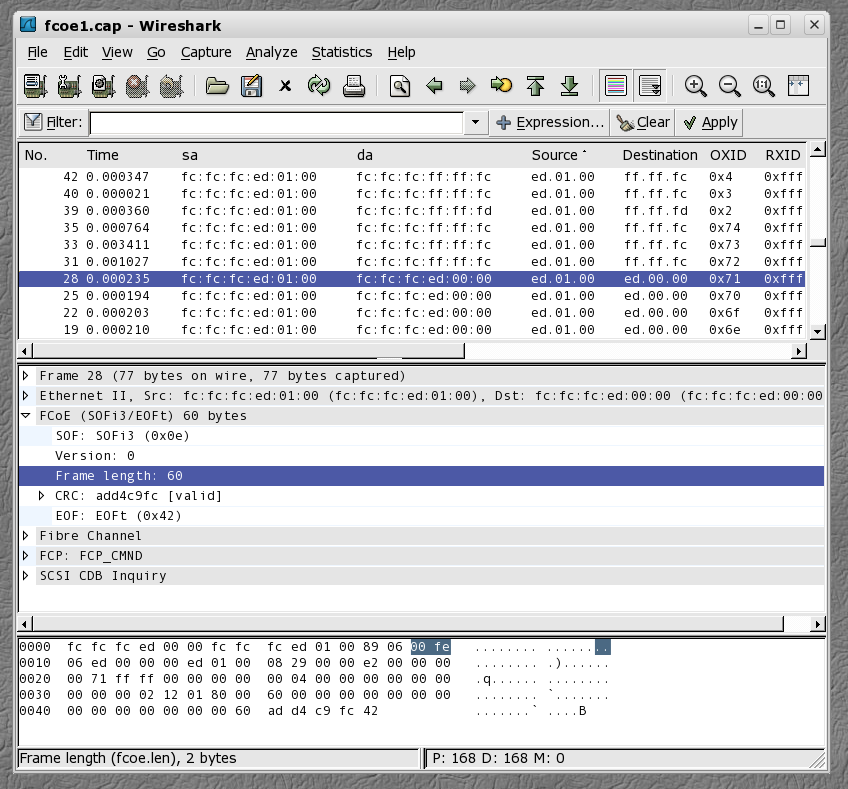 fcoe1.cap - Wireshark
File Edit View Go Capture Analyze Statistics Help
Filter: Expression... Clear Apply
No. Time sa da Source Destination OXID RXID
42 0.000347 fc:fc:fc:ed:01:00 fc:fc:fc:ff:ff:fc ed.01.00 ff.ff.fc 0x4 0xfff
40 0.000021 fc:fc:fc:ed:01:00 fc:fc:fc:ff:ff:fc ed.01.00 ff.ff.fc 0x3 0xfff
39 0.000360 fc:fc:fc:ed:01:00 fc:fc:fc:ff:ff:fd ed.01.00 ff.ff.fd 0x2 0xfff
35 0.000764 fc:fc:fc:ed:01:00 fc:fc:fc:ff:ff:fc ed.01.00 ff.ff.fc 0x74 0xfff
33 0.003411 fc:fc:fc:ed:01:00 fc:fc:fc:ff:ff:fc ed.01.00 ff.ff.fc 0x73 0xfff
31 0.001027 fc:fc:fc:ed:01:00 fc:fc:fc:ff:ff:fc ed.01.00 ff.ff.fc 0x72 0xfff
28 0.000235 fc:fc:fc:ed:01:00 fc:fc:fc:ed:00:00 ed.01.00 ed.00.00 0x71 0xfff
25 0.000194 fc:fc:fc:ed:01:00 fc:fc:fc:ed:00:00 ed.01.00 ed.00.00 0x70 0xfff
22 0.000203 fc:fc:fc:ed:01:00 fc:fc:fc:ed:00:00 ed.01.00 ed.00.00 0x6f 0xfff
19 0.000210 fc:fc:fc:ed:01:00 fc:fc:fc:ed:00:00 ed.01.00 ed.00.00 0x6e 0xfff
Frame 28 (77 bytes on wire, 77 bytes captured)
Ethernet II, Src: fc:fc:fc:ed:01:00 (fc:fc:fc:ed:01:00), Dst: fc:fc:fc:ed:00:00 (fc:fc:fc:ed:00:00
FCoE (SOFi3/EOFt) 60 bytes
SOF: SOFi3 (0x0e)
Version: 0
Frame length: 60
CRC: add4c9fc [valid]
EOF: EOFt (0x42)
Fibre Channel
FCP: FCP_CMND
SCSI CDB Inquiry
0000 fc fc fc ed 00 00 fc fc fc ed 01 00 89 06 00 fe ........ ........
0010 06 ed 00 00 00 ed 01 00 08 29 00 00 e2 00 00 00 ........ .)......
0020 00 71 ff ff 00 00 00 00 00 04 00 00 00 00 00 00 .q...... ........
0030 00 00 00 02 12 01 80 00 60 00 00 00 00 00 00 00 ........ `.......
0040 00 00 00 00 00 00 00 60 ad d4 c9 fc 42 .......` ....B
Frame length (fcoe.len), 2 bytes P: 168 D: 168 M: 0